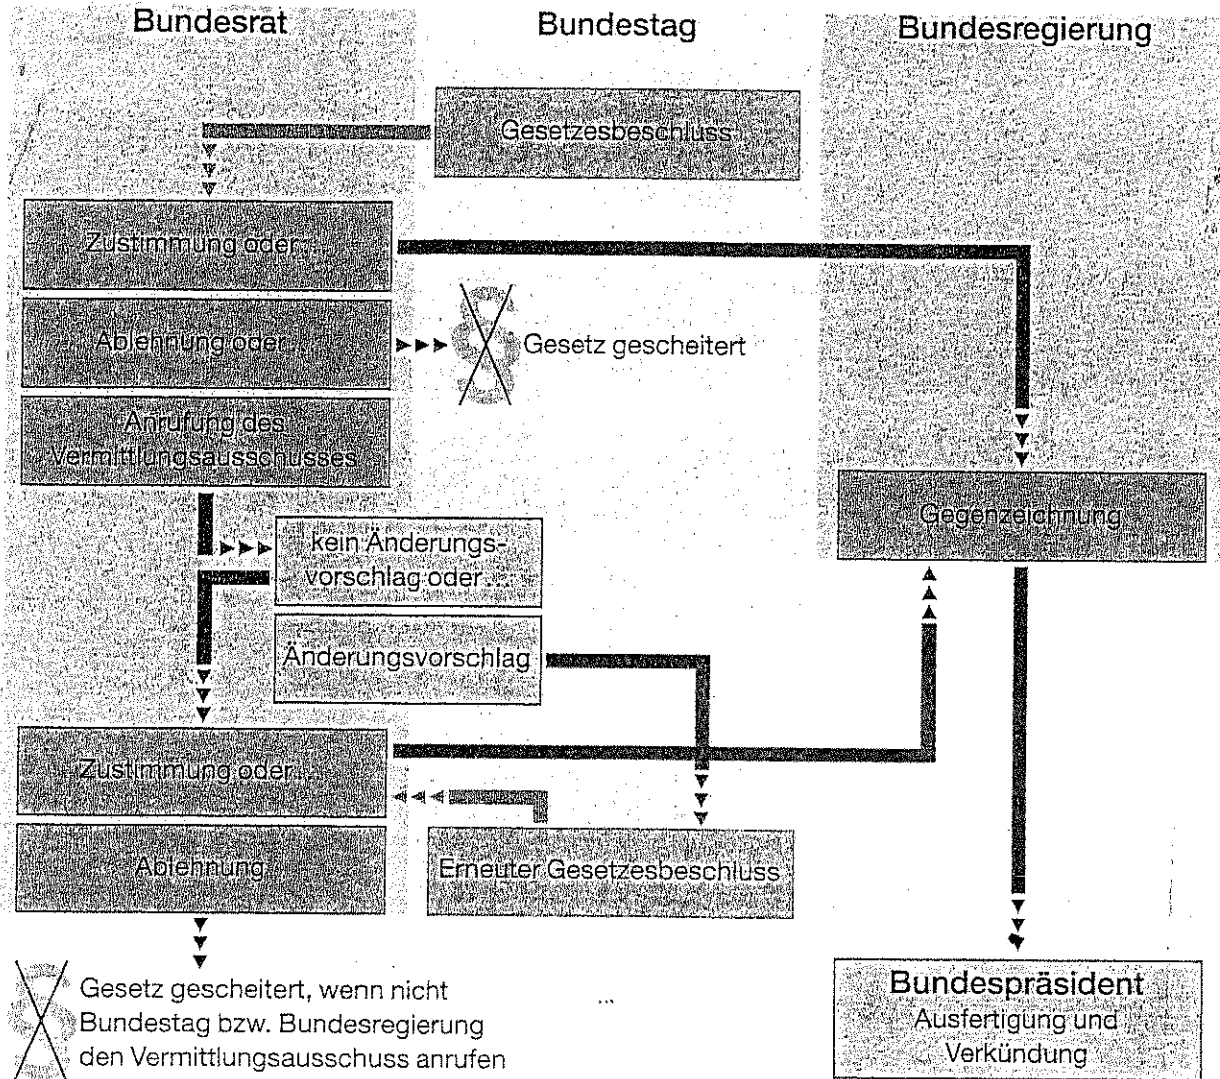 Bundesrat
Bundestag
Bundesregierung
Gesetzesbeschluss
Zustimmung oder...
Ablehnung oder...
Gesetz gescheitert
Anrufung des
Vermittlungsausschusses
Gegenzeichnung
kein Änderungs-
vorschlag oder...
Änderungsvorschlag
Zustimmung oder...
Ablehnung
Erneuter Gesetzesbeschluss
Gesetz gescheitert, wenn nicht
Bundestag bzw. Bundesregierung
den Vermittlungsausschuss anrufen
Bundespräsident
Ausfertigung und
Verkündung